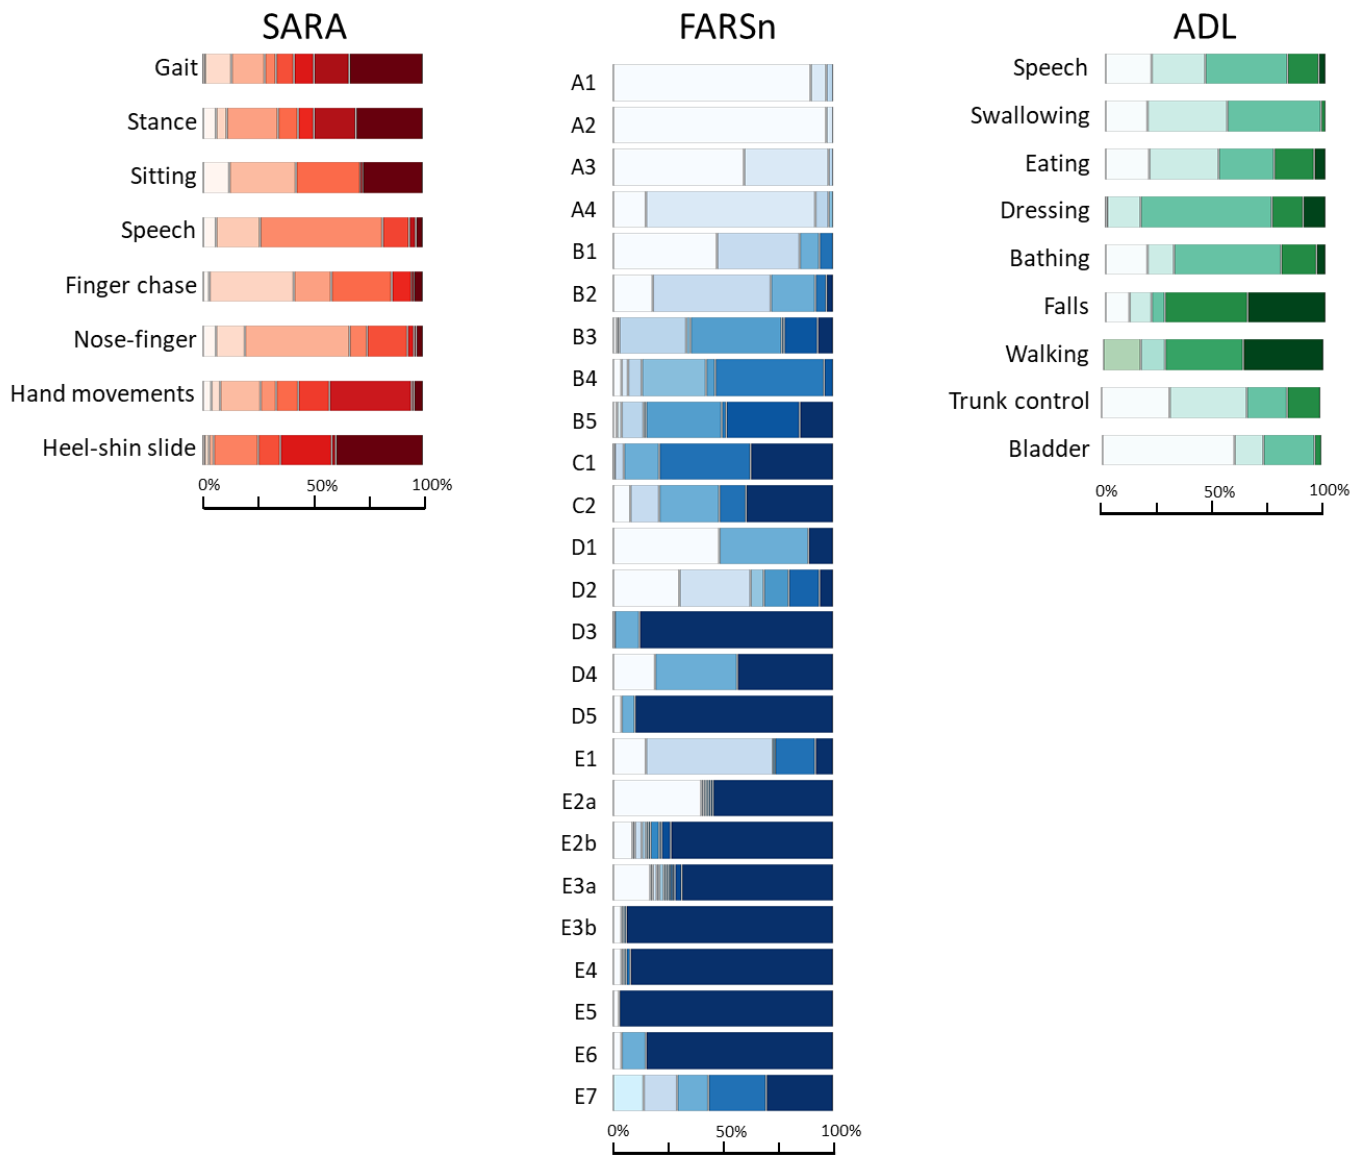 SARA
Gait
Stance
Sitting
Speech
Finger chase
Nose-finger
Hand movements
Heel-shin slide
0% 50% 100%
FARSn
A1
A2
A3
A4
B1
B2
B3
B4
B5
C1
C2
D1
D2
D3
D4
D5
E1
E2a
E2b
E3a
E3b
E4
E5
E6
E7
0% 50% 100%
ADL
Speech
Swallowing
Eating
Dressing
Bathing
Falls
Walking
Trunk control
Bladder
0% 50% 100%